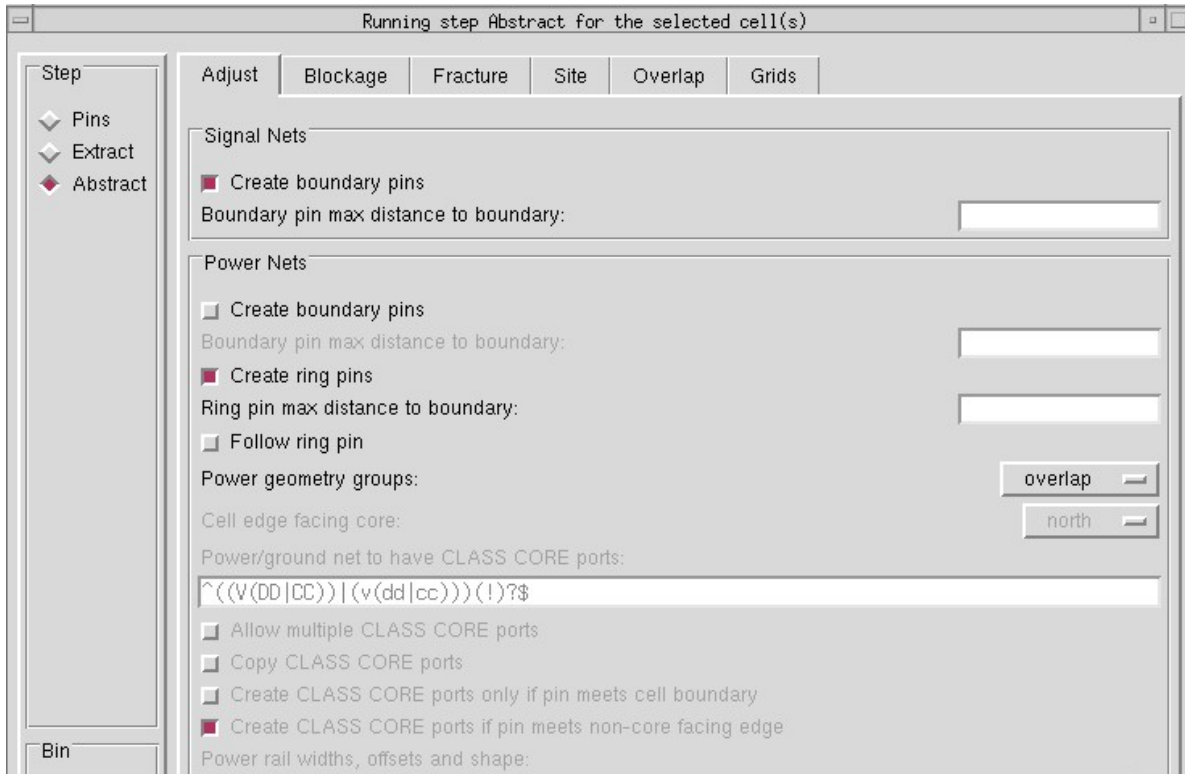 Running step Abstract for the selected cell(s)
Step
Pins
Extract
Abstract
Bin
Adjust Blockage Fracture Site Overlap Grids
Signal Nets
Create boundary pins
Boundary pin max distance to boundary:
Power Nets
Create boundary pins
Boundary pin max distance to boundary:
Create ring pins
Ring pin max distance to boundary:
Follow ring pin
Power geometry groups: overlap
Cell edge facing core: north
Power/ground net to have CLASS CORE ports:
^((V(DD|CC))|(v(dd|cc)))(!)?$
Allow multiple CLASS CORE ports
Copy CLASS CORE ports
Create CLASS CORE ports only if pin meets cell boundary
Create CLASS CORE ports if pin meets non-core facing edge
Power rail widths, offsets and shape: